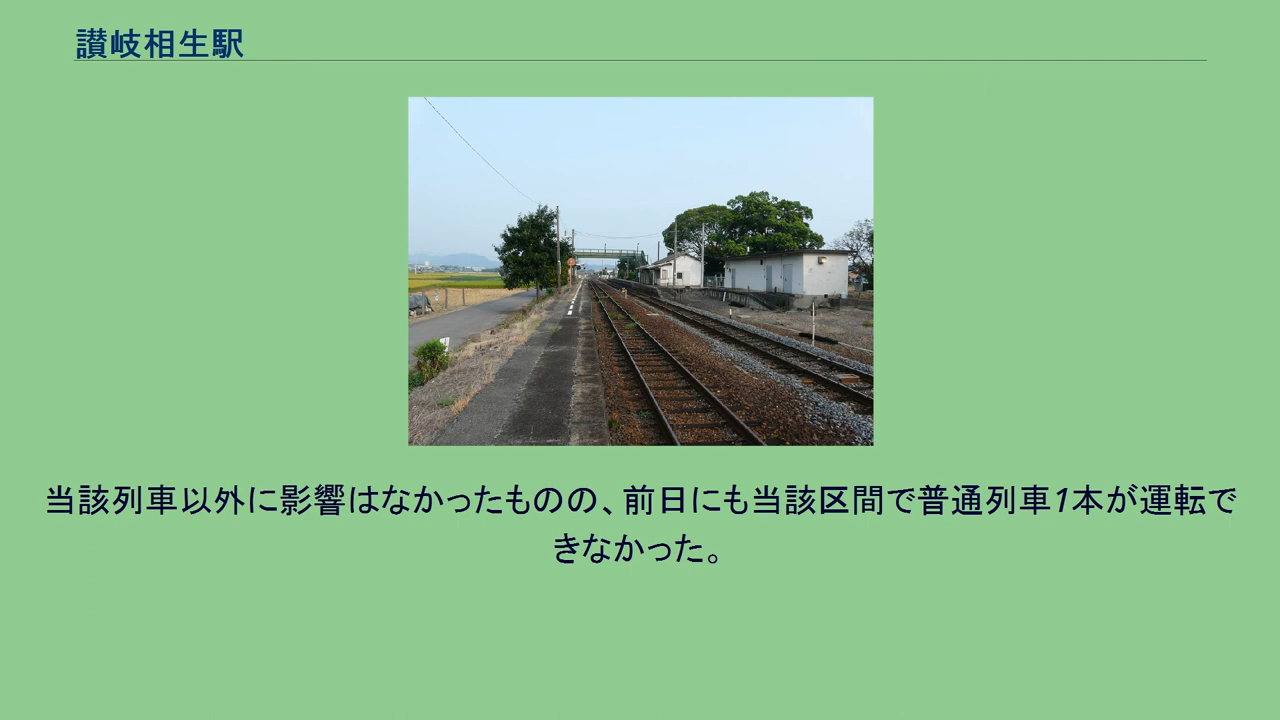 讃岐相生駅
当該列車以外に影響はなかったものの、前日にも当該区間で普通列車1本が運転で
きなかった。